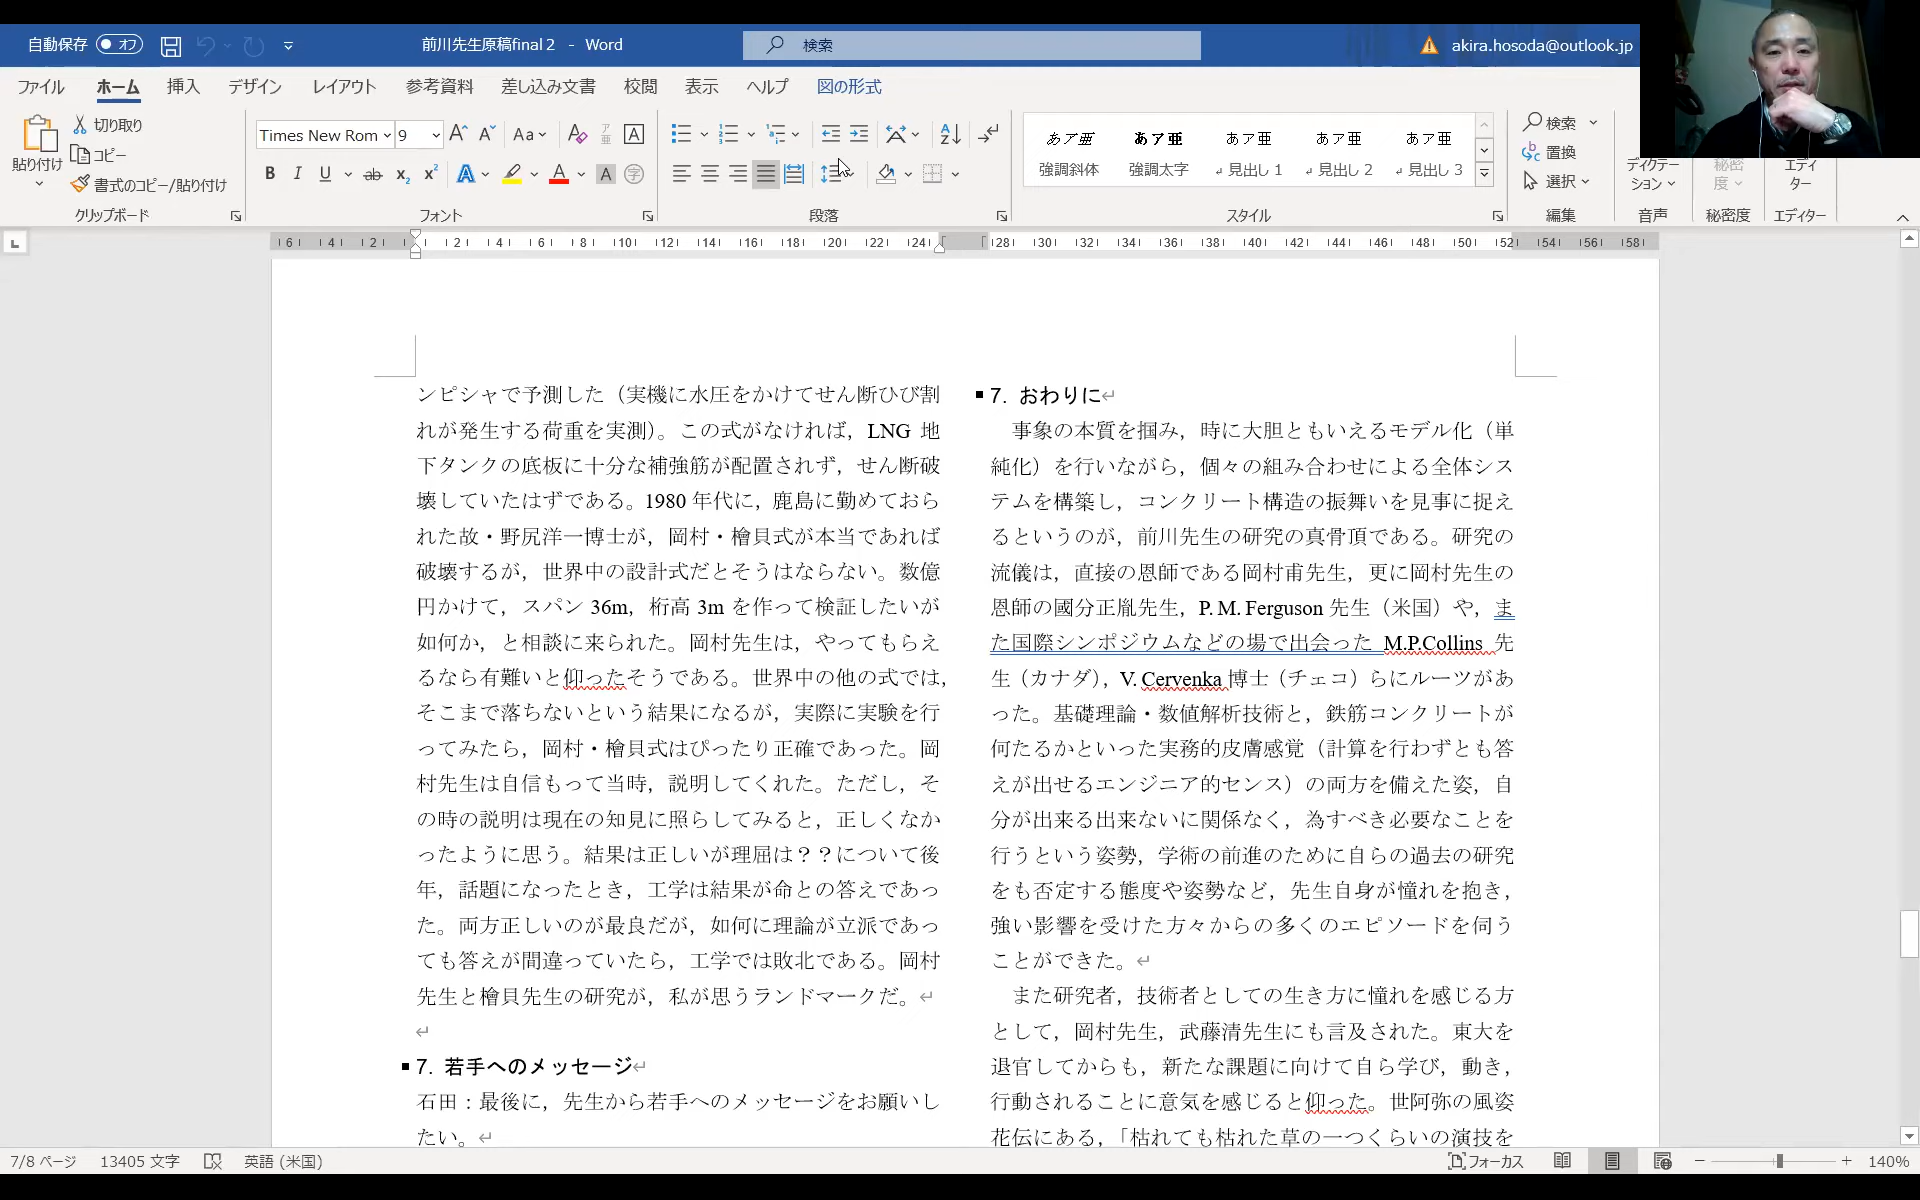 自動保存 オフ
前川先生原稿final 2 - Word
検索
akira.hosoda@outlook.jp
ファイル ホーム 挿入 デザイン レイアウト 参考資料 差し込み文書 校閲 表示 ヘルプ 図の形式
貼り付け
切り取り
コピー
書式のコピー/貼り付け
クリップボード
Times New Rom 9
フォント
段落
あア亜 あア亜 あア亜 あア亜 あア亜
強調斜体 強調太字 見出し 1 見出し 2 見出し 3
スタイル
検索
置換
選択
編集
ディクテー
ション
音声
秘密
度
秘密度
エディ
ター
エディター
6 4 2 2 4 6 8 10 12 14 16 18 20 22 24 28 30 32 34 36 38 40 42 44 46 48 50 52 54 56 58
ンピシャで予測した（実機に水圧をかけてせん断ひび割
れが発生する荷重を実測）。この式がなければ，LNG 地
下タンクの底板に十分な補強筋が配置されず，せん断破
壊していたはずである。1980 年代に，鹿島に勤めておら
れた故・野尻洋一博士が，岡村・檜貝式が本当であれば
破壊するが，世界中の設計式だとそうはならない。数億
円かけて，スパン 36m，桁高 3m を作って検証したいが
如何か，と相談に来られた。岡村先生は，やってもらえ
るなら有難いと仰ったそうである。世界中の他の式では，
そこまで落ちないという結果になるが，実際に実験を行
ってみたら，岡村・檜貝式はぴったり正確であった。岡
村先生は自信もって当時，説明してくれた。ただし，そ
の時の説明は現在の知見に照らしてみると，正しくなか
ったように思う。結果は正しいが理屈は？？について後
年，話題になったとき，工学は結果が命との答えであっ
た。両方正しいのが最良だが，如何に理論が立派であっ
ても答えが間違っていたら，工学では敗北である。岡村
先生と檜貝先生の研究が，私が思うランドマークだ。
7. 若手へのメッセージ
石田：最後に，先生から若手へのメッセージをお願いし
たい。
7. おわりに
事象の本質を掴み，時に大胆ともいえるモデル化（単
純化）を行いながら，個々の組み合わせによる全体シス
テムを構築し，コンクリート構造の振舞いを見事に捉え
るというのが，前川先生の研究の真骨頂である。研究の
流儀は，直接の恩師である岡村甫先生，更に岡村先生の
恩師の國分正胤先生，P. M. Ferguson 先生（米国）や，ま
た国際シンポジウムなどの場で出会った M.P.Collins 先
生（カナダ），V. Cervenka 博士（チェコ）らにルーツがあ
った。基礎理論・数値解析技術と，鉄筋コンクリートが
何たるかといった実務的皮膚感覚（計算を行わずとも答
えが出せるエンジニア的センス）の両方を備えた姿，自
分が出来る出来ないに関係なく，為すべき必要なことを
行うという姿勢，学術の前進のために自らの過去の研究
をも否定する態度や姿勢など，先生自身が憧れを抱き，
強い影響を受けた方々からの多くのエピソードを伺う
ことができた。
また研究者，技術者としての生き方に憧れを感じる方
として，岡村先生，武藤清先生にも言及された。東大を
退官してからも，新たな課題に向けて自ら学び，動き，
行動されることに意気を感じると仰った。世阿弥の風姿
花伝にある，「枯れても枯れた草の一つくらいの演技を
7/8 ページ 13405 文字 英語 (米国)
フォーカス
140%